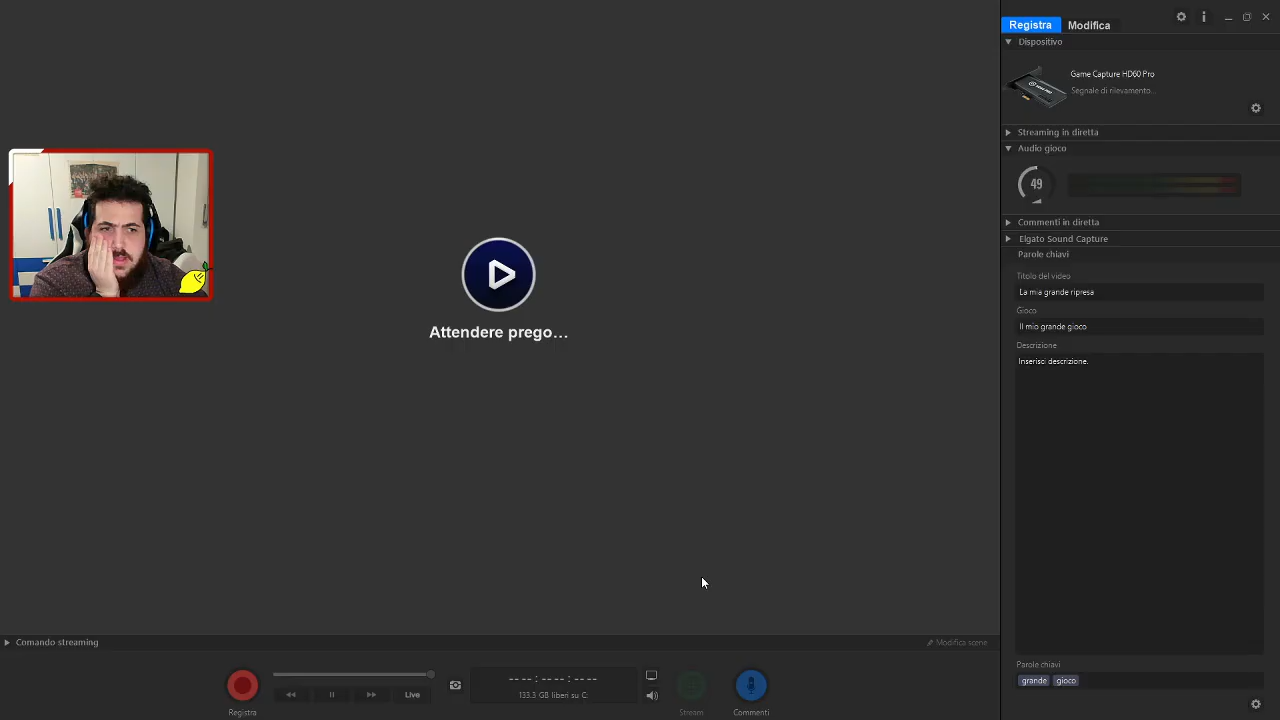 Registra
Modifica
Dispositivo
Game Capture HD60 Pro
Segnale di rilevamento...
Streaming in diretta
Audio gioco
49
Commenti in diretta
Elgato Sound Capture
Parole chiavi
Titolo del video
La mia grande ripresa
Gioco
Il mio grande gioco
Descrizione
Inserisci descrizione.
Attendere prego...
Parole chiavi
grande gioco
Comando streaming
Modifica scene
Live
--:--:--
133.3 GB liberi su C:
Registra
Stream
Commenti